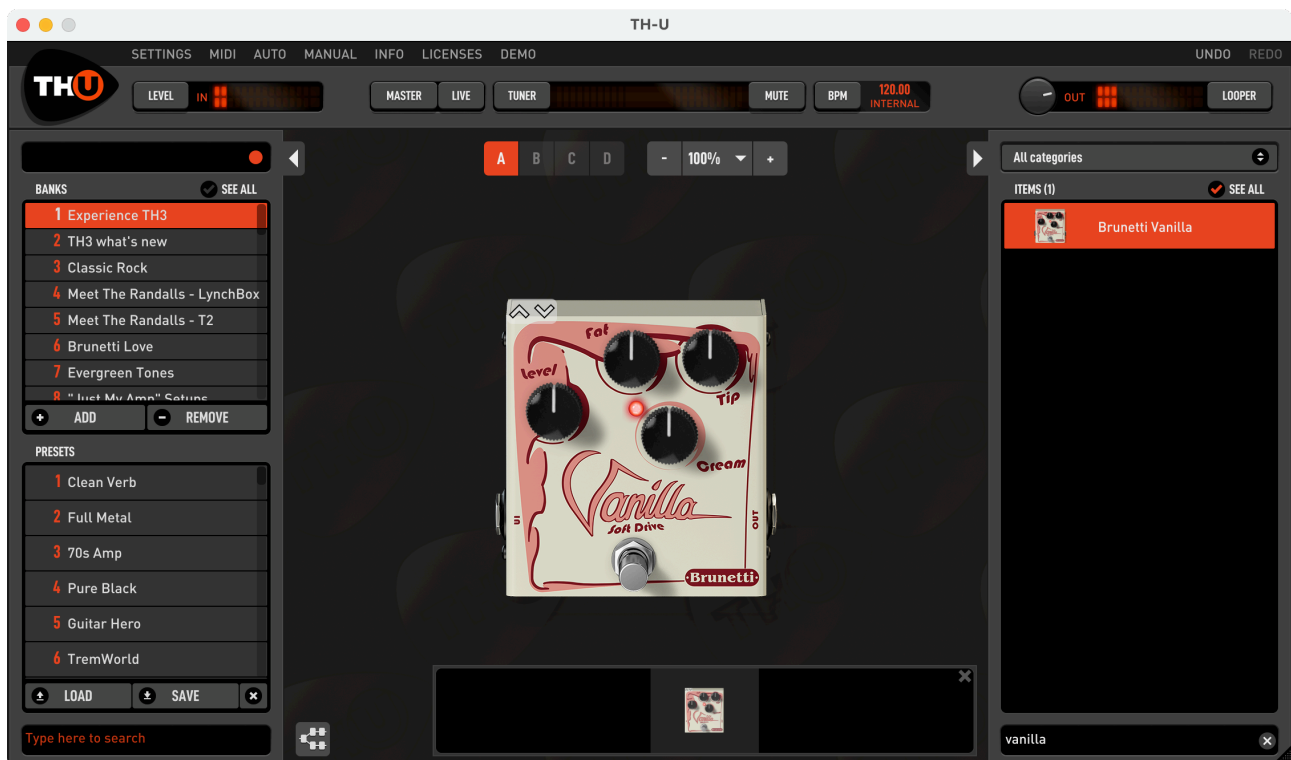 TH-U
SETTINGS MIDI AUTO MANUAL INFO LICENSES DEMO UNDO REDO
THU LEVEL IN MASTER LIVE TUNER MUTE BPM 120.00 INTERNAL OUT LOOPER
A B C D - 100% +
BANKS SEE ALL
1 Experience TH3
2 TH3 what's new
3 Classic Rock
4 Meet The Randalls - LynchBox
5 Meet The Randalls - T2
6 Brunetti Love
7 Evergreen Tones
8 "Just My Amp" Setups
ADD REMOVE
PRESETS
1 Clean Verb
2 Full Metal
3 70s Amp
4 Pure Black
5 Guitar Hero
6 TremWorld
LOAD SAVE
Type here to search
Fat
Level
Tip
Cream
Vanilla
Soft Drive
IN
OUT
Brunetti
All categories
ITEMS (1) SEE ALL
Brunetti Vanilla
vanilla